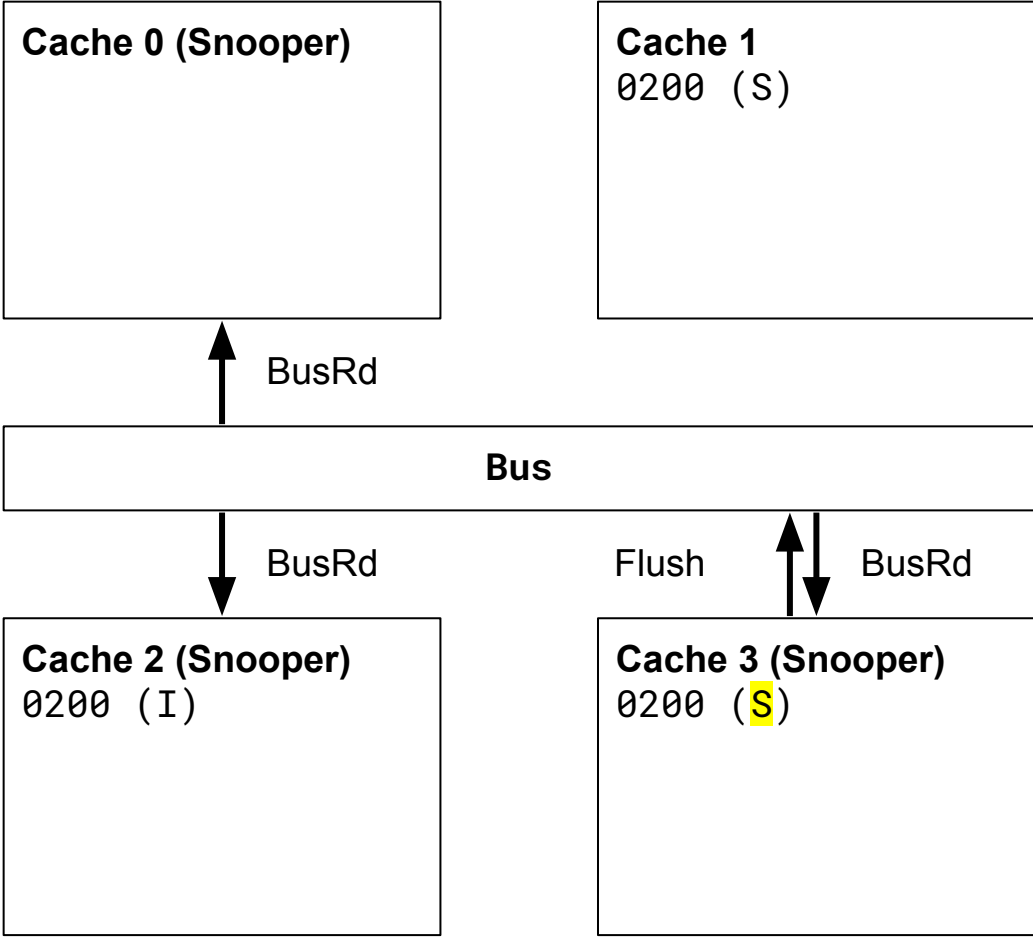 Cache 0 (Snooper)
Cache 1
0200 (S)
BusRd
Bus
BusRd
Flush
BusRd
Cache 2 (Snooper)
0200 (I)
Cache 3 (Snooper)
0200 (S)